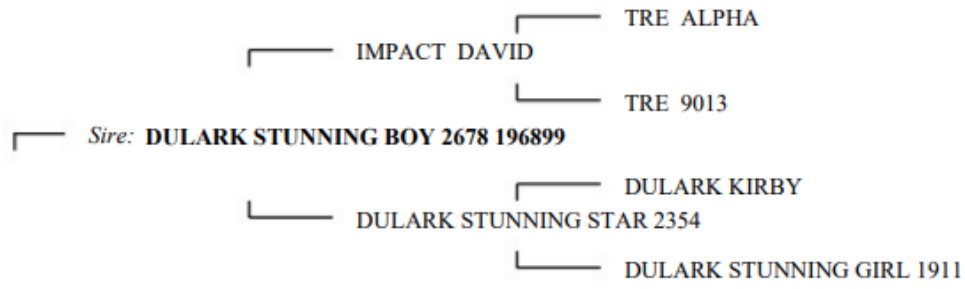 TRE ALPHA
IMPACT DAVID
TRE 9013
Sire: DULARK STUNNING BOY 2678 196899
DULARK KIRBY
DULARK STUNNING STAR 2354
DULARK STUNNING GIRL 1911